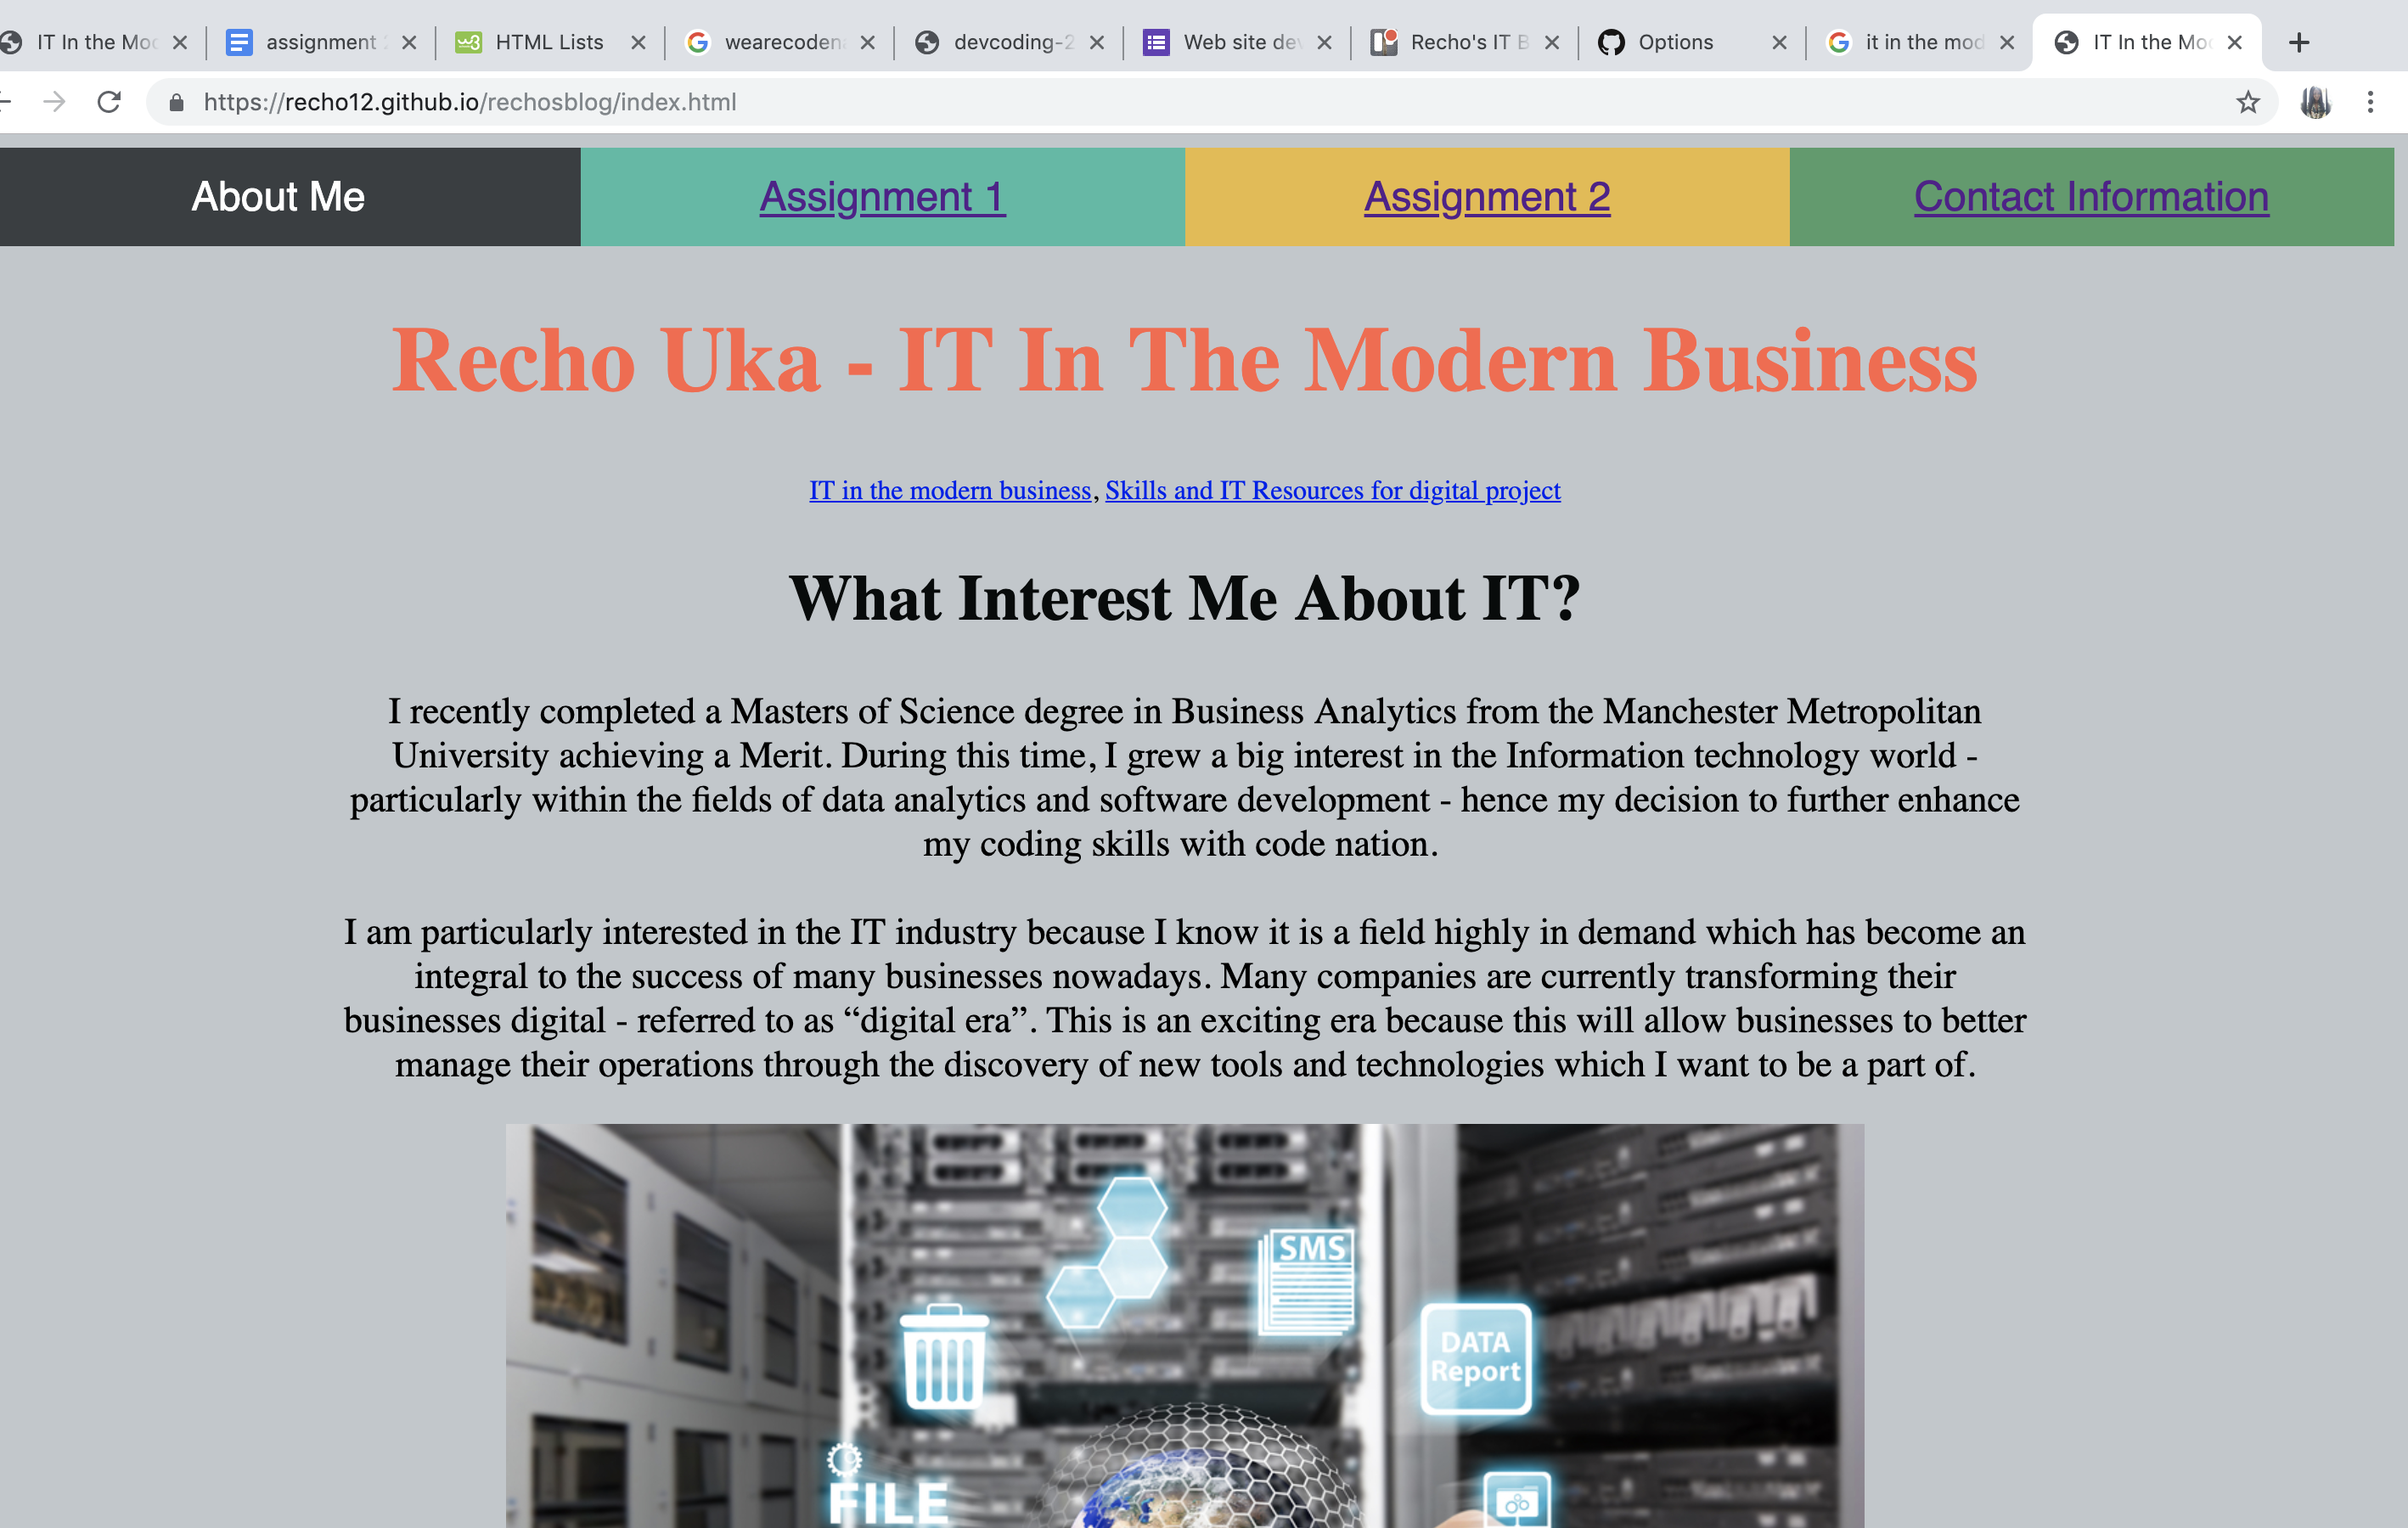 IT In the Mo
assignment
HTML Lists
wearecoden
devcoding-2
Web site de
Recho's IT B
Options
it in the mod
IT In the Mo
https://recho12.github.io/rechosblog/index.html
About Me
Assignment 1
Assignment 2
Contact Information
Recho Uka - IT In The Modern Business
IT in the modern business, Skills and IT Resources for digital project
What Interest Me About IT?
I recently completed a Masters of Science degree in Business Analytics from the Manchester Metropolitan
University achieving a Merit. During this time, I grew a big interest in the Information technology world -
particularly within the fields of data analytics and software development - hence my decision to further enhance
my coding skills with code nation.
I am particularly interested in the IT industry because I know it is a field highly in demand which has become an
integral to the success of many businesses nowadays. Many companies are currently transforming their
businesses digital - referred to as “digital era”. This is an exciting era because this will allow businesses to better
manage their operations through the discovery of new tools and technologies which I want to be a part of.
SMS
DATA
Report
FILE